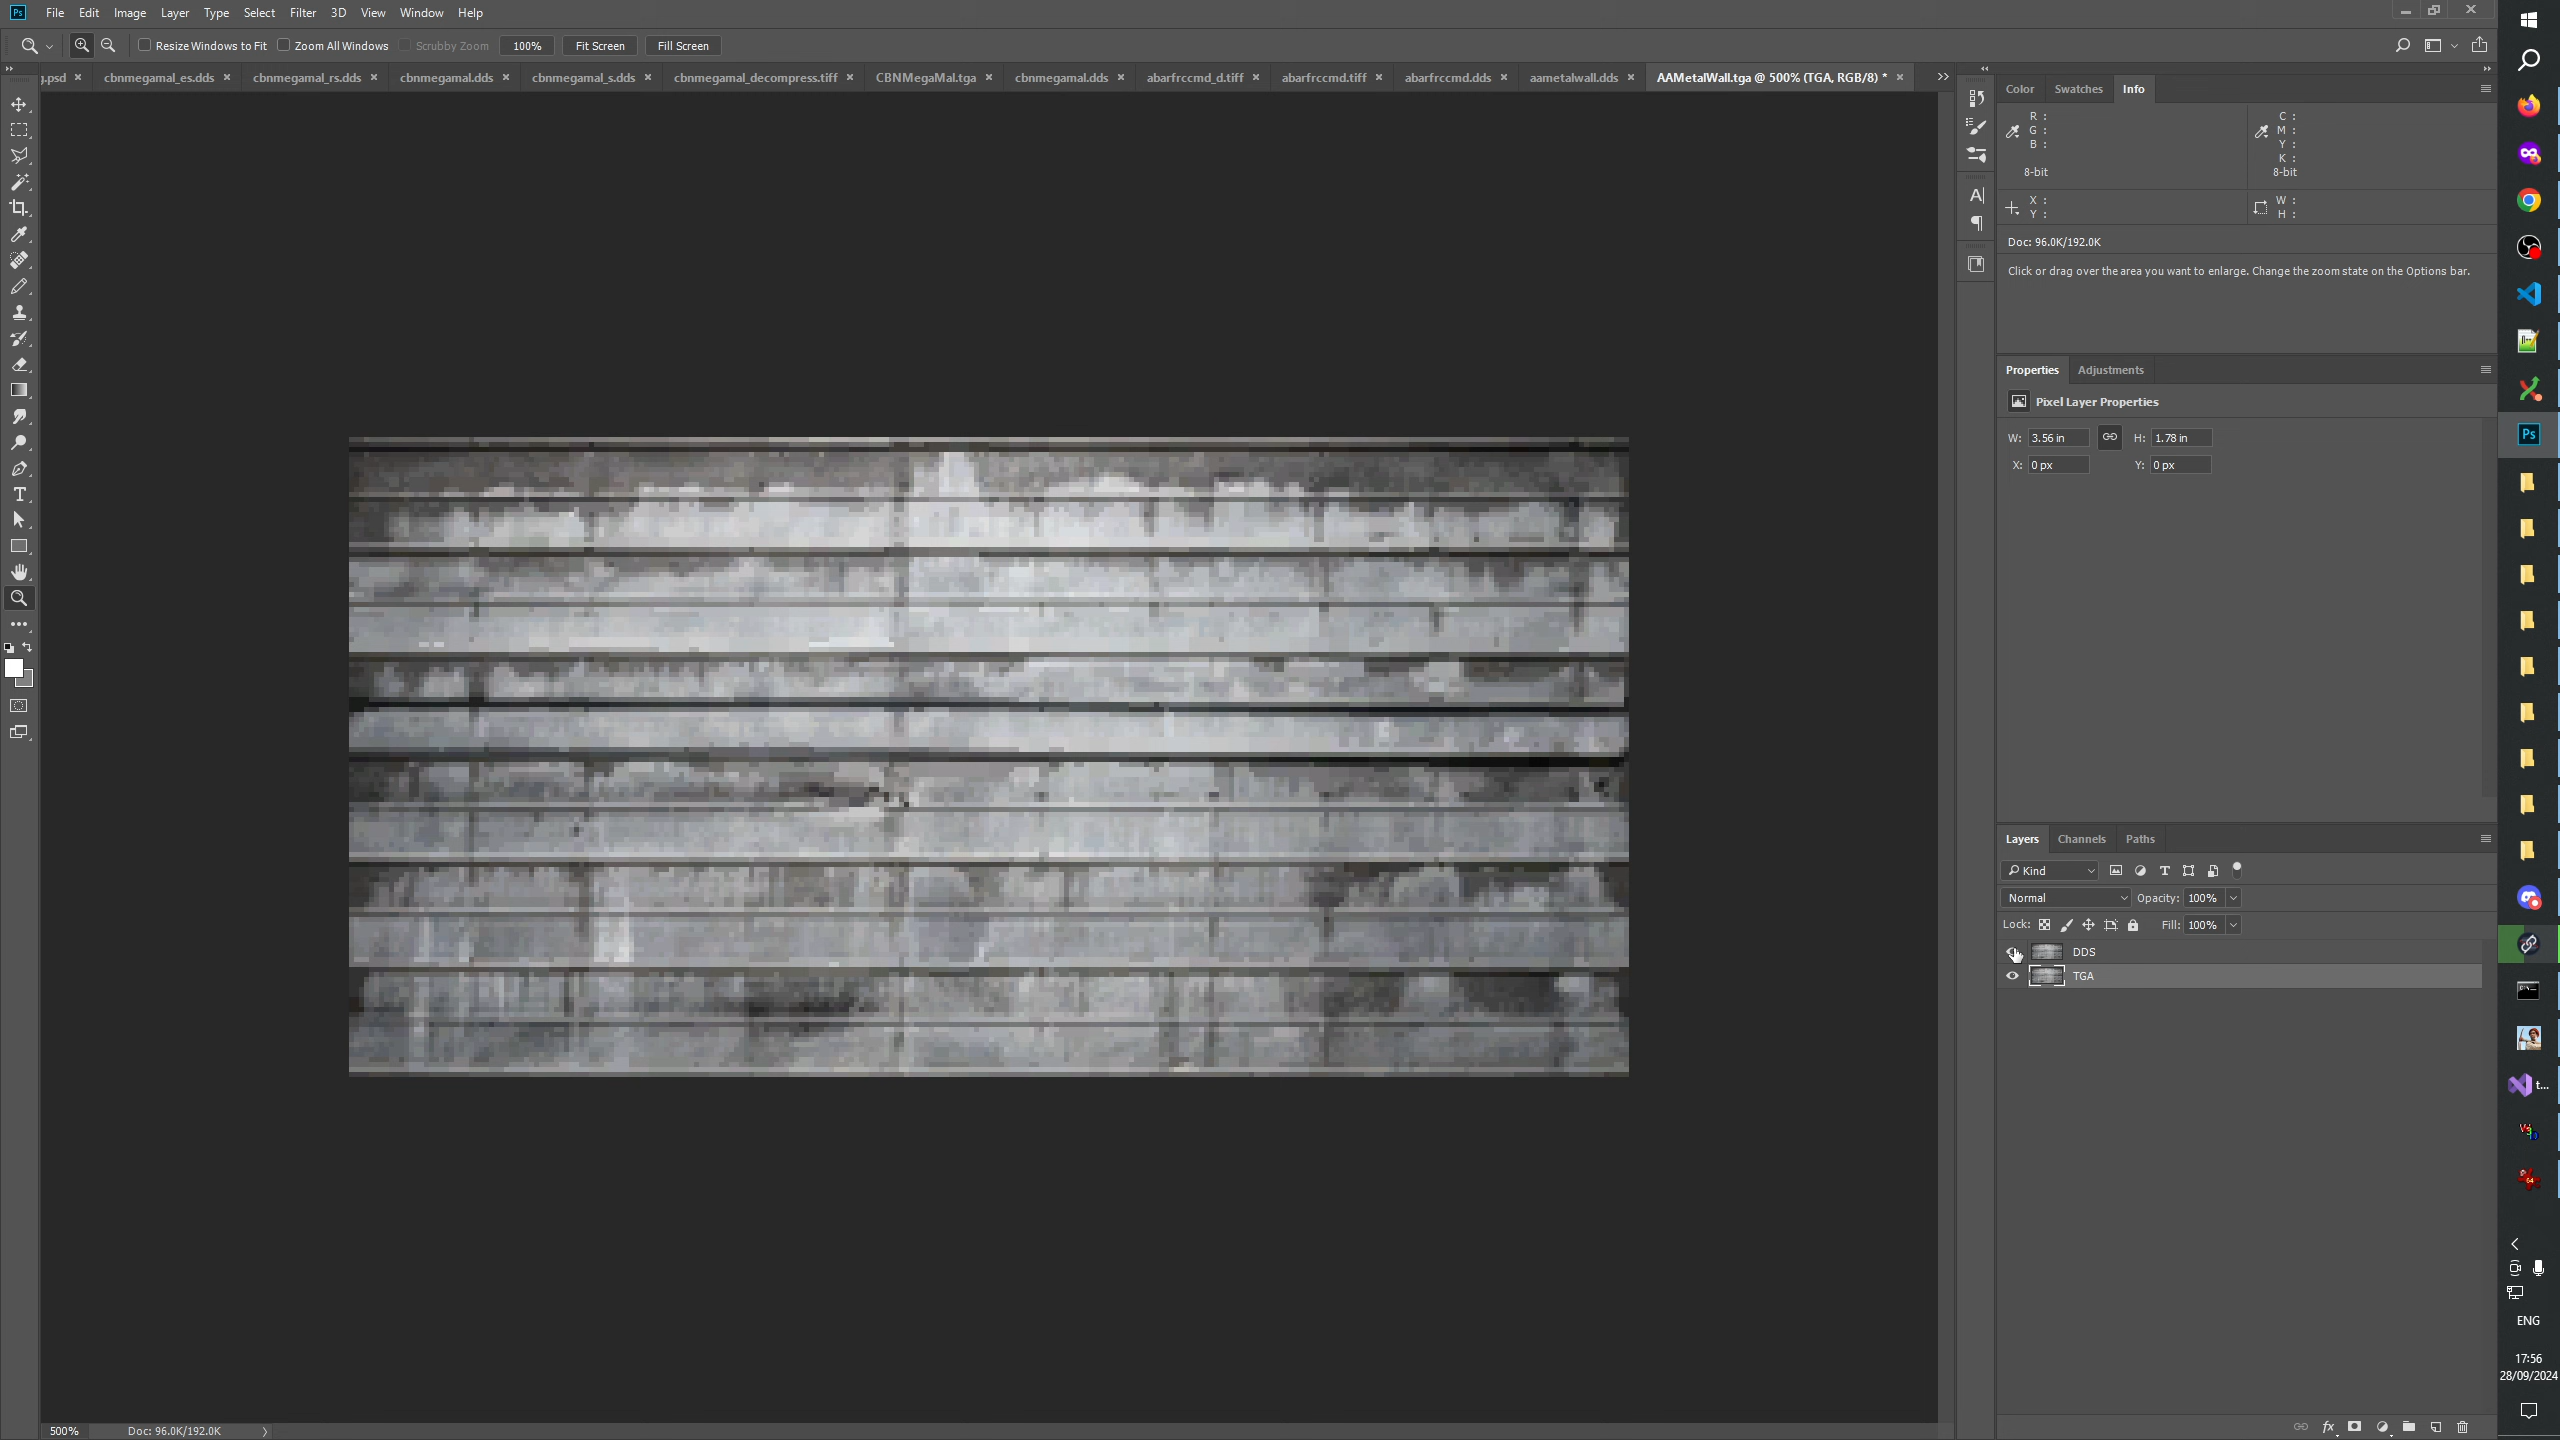 Ps File Edit Image Layer Type Select Filter 3D View Window Help
Resize Windows to Fit Zoom All Windows Scrubby Zoom 100% Fit Screen Fill Screen
g.psd × cbnmegamal_es.dds × cbnmegamal_rs.dds × cbnmegamal.dds × cbnmegamal_s.dds × cbnmegamal_decompress.tiff × CBNMegaMal.tga × cbnmegamal.dds × abarfrccmd_d.tiff × abarfrccmd.tiff × abarfrccmd.dds × aametalwall.dds × AAMetalWall.tga @ 500% (TGA, RGB/8) * ×
Color Swatches Info
R : C :
G : M :
B : Y :
K :
8-bit 8-bit
X : W :
Y : H :
Doc: 96.0K/192.0K
Click or drag over the area you want to enlarge. Change the zoom state on the Options bar.
Properties Adjustments
Pixel Layer Properties
W: 3.56 in H: 1.78 in
X: 0 px Y: 0 px
Layers Channels Paths
Kind
Normal Opacity: 100%
Lock: Fill: 100%
DDS
TGA
Ps
t...
64
ENG
17:56
28/09/2024
500% Doc: 96.0K/192.0K